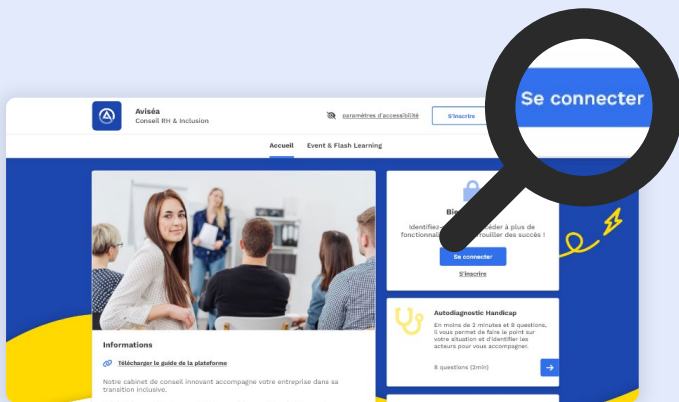 Aviséa
Conseil RH & Inclusion
paramètres d'accessibilité
S'inscrire
Se connecter
Accueil
Event & Flash Learning
Identifiez-
céder à plus de
fonctionnal
rouiller des succès !
Se connecter
S'inscrire
Autodiagnostic Handicap
En moins de 2 minutes et 8 questions,
il vous permet de faire le point sur
votre situation et d'identifier les
acteurs pour vous accompagner.
8 questions (2min)
Informations
Télécharger le guide de la plateforme
Notre cabinet de conseil innovant accompagne votre entreprise dans sa
transition inclusive.